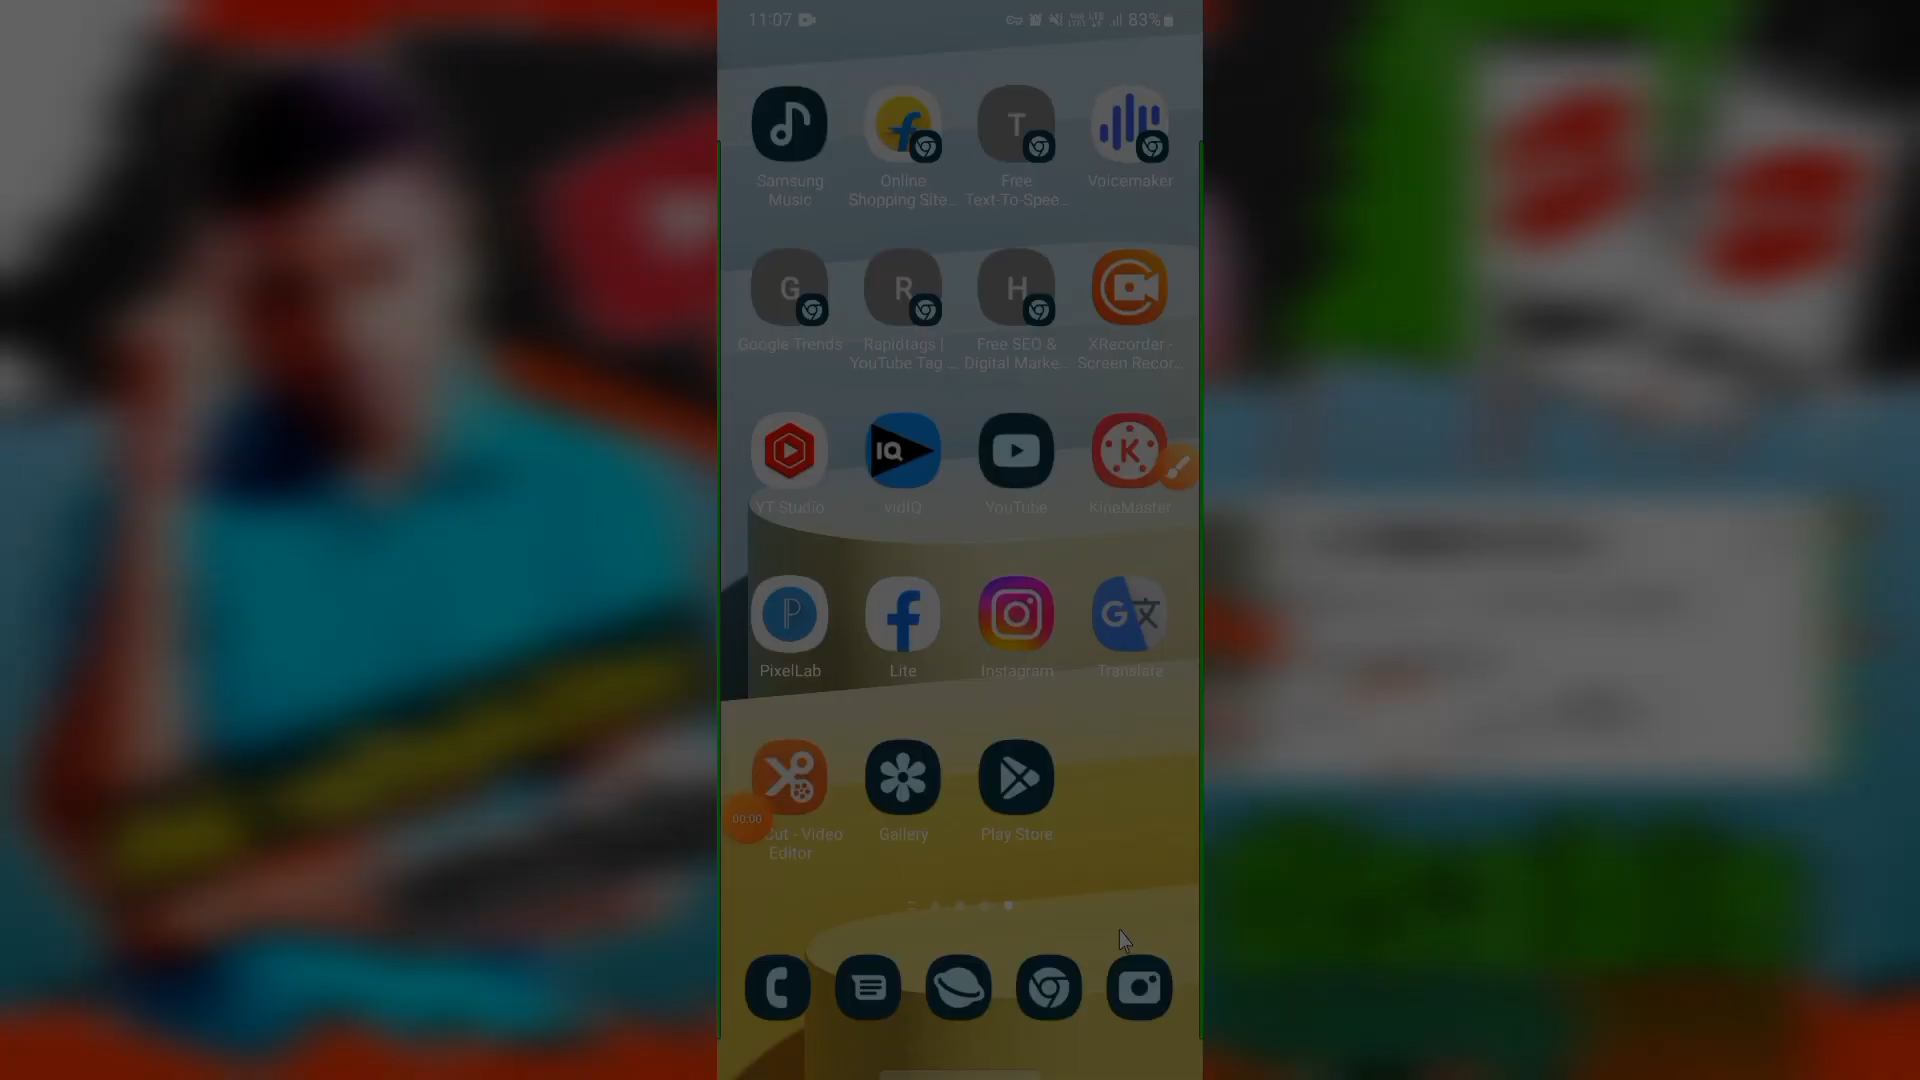 11:07 83%
Samsung Music
Online Shopping Site...
T
Free Text-To-Spee...
Voicemaker
G
Google Trends
R
Rapidtags | YouTube Tag ...
H
Free SEO & Digital Marke...
XRecorder - Screen Recor...
YT Studio
IQ
vidIQ
YouTube
K
KineMaster
P
PixelLab
Lite
Instagram
G
Translate
00:00
Cut - Video Editor
Gallery
Play Store